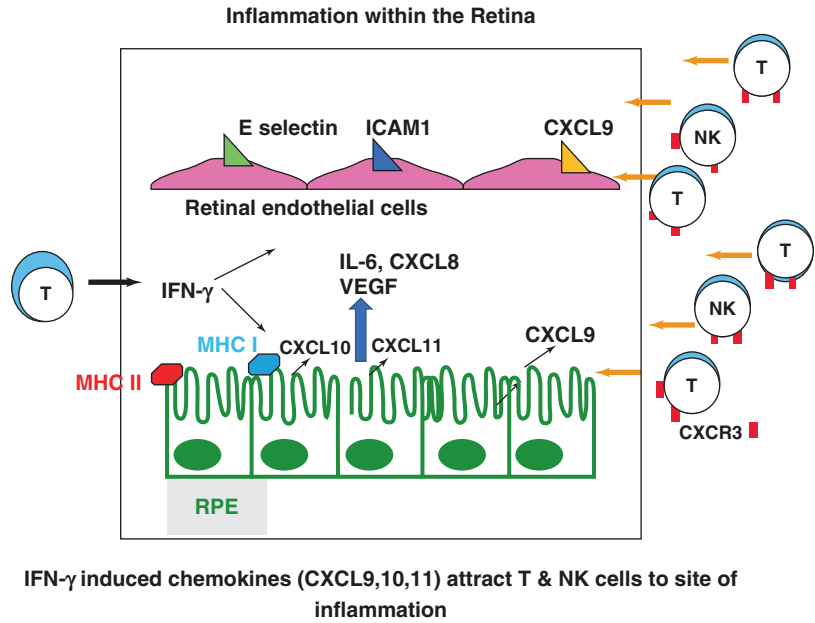 Inflammation within the Retina
T
NK
T
E selectin
ICAM1
CXCL9
Retinal endothelial cells
T
IFN-γ
IL-6, CXCL8
VEGF
T
NK
MHC I
CXCL10
CXCL11
CXCL9
MHC II
T
CXCR3
RPE
IFN-γ induced chemokines (CXCL9,10,11) attract T & NK cells to site of
inflammation